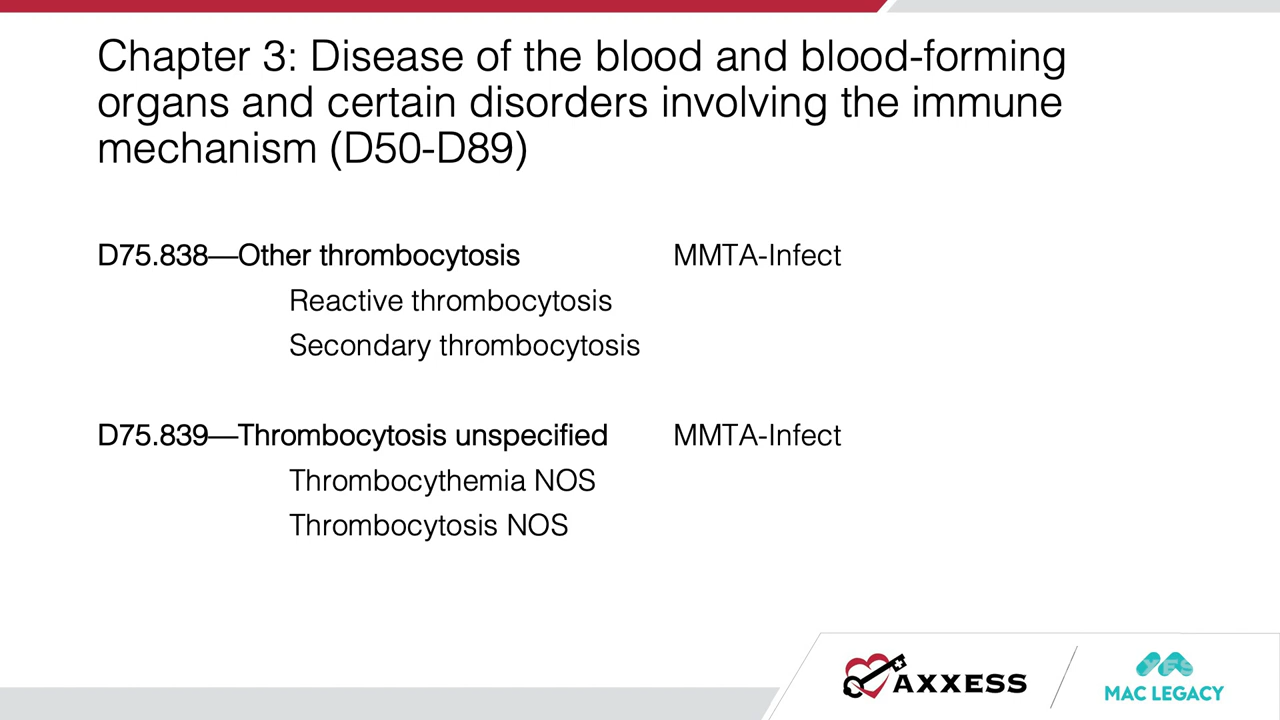 Chapter 3: Disease of the blood and blood-forming
organs and certain disorders involving the immune
mechanism (D50-D89)
D75.838—Other thrombocytosis MMTA-Infect
Reactive thrombocytosis
Secondary thrombocytosis
D75.839—Thrombocytosis unspecified MMTA-Infect
Thrombocythemia NOS
Thrombocytosis NOS
AXXESS
MAC LEGACY